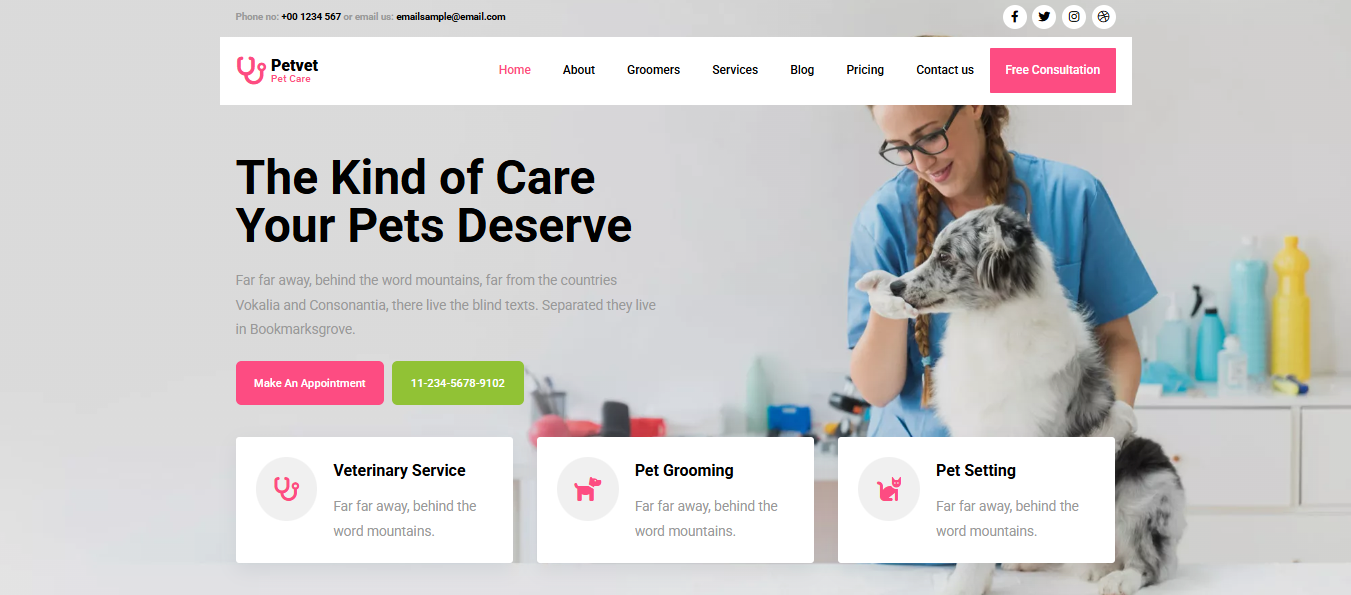 Phone no: +00 1234 567 or email us: emailsample@email.com
Petvet
Pet Care
Home About Groomers Services Blog Pricing Contact us Free Consultation
The Kind of Care
Your Pets Deserve
Far far away, behind the word mountains, far from the countries
Vokalia and Consonantia, there live the blind texts. Separated they live
in Bookmarksgrove.
Make An Appointment 11-234-5678-9102
Veterinary Service
Far far away, behind the
word mountains.
Pet Grooming
Far far away, behind the
word mountains.
Pet Setting
Far far away, behind the
word mountains.